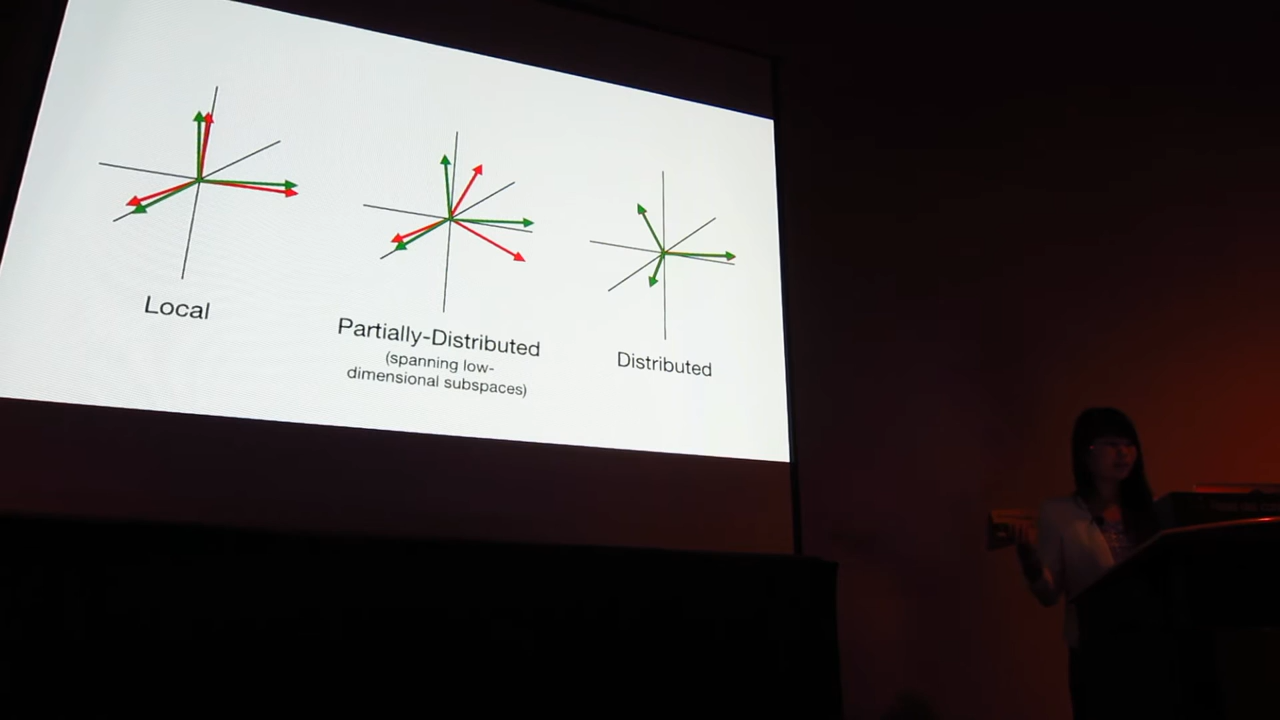 Local
Partially-Distributed
(spanning low-
dimensional subspaces)
Distributed